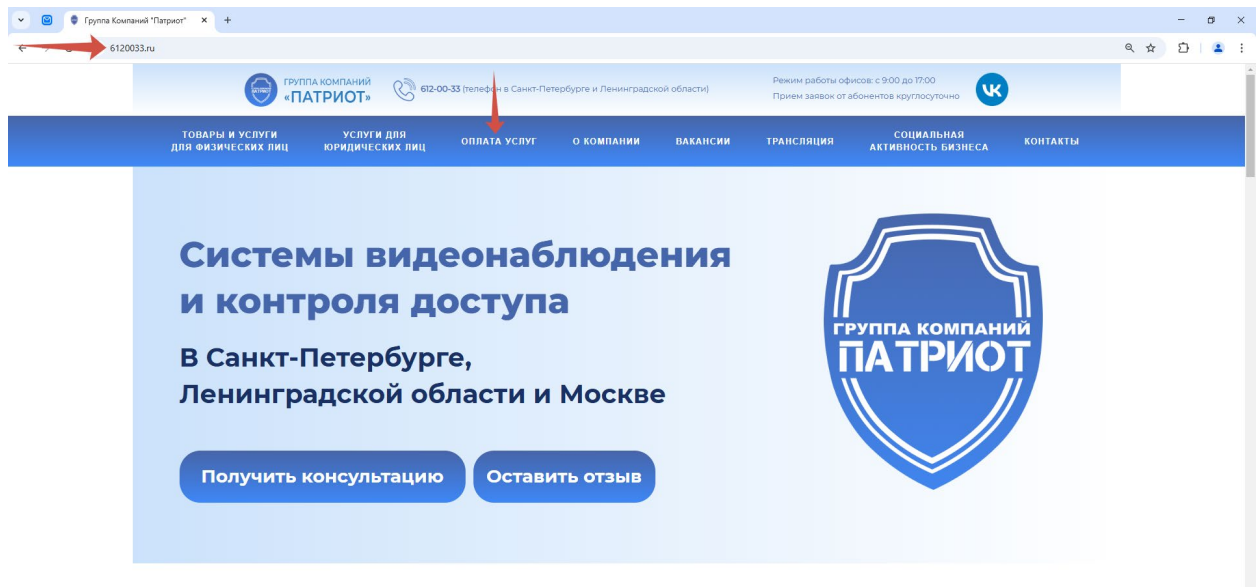 Группа Компаний "Патриот"
6120033.ru
ГРУППА КОМПАНИЙ
«ПАТРИОТ»
612-00-33 (телефон в Санкт-Петербурге и Ленинградской области)
Режим работы офисов: с 9:00 до 17:00
Прием заявок от абонентов круглосуточно
ТОВАРЫ И УСЛУГИ
ДЛЯ ФИЗИЧЕСКИХ ЛИЦ
УСЛУГИ ДЛЯ
ЮРИДИЧЕСКИХ ЛИЦ
ОПЛАТА УСЛУГ
О КОМПАНИИ
ВАКАНСИИ
ТРАНСЛЯЦИЯ
СОЦИАЛЬНАЯ
АКТИВНОСТЬ БИЗНЕСА
КОНТАКТЫ
Системы видеонаблюдения
и контроля доступа
В Санкт-Петербурге,
Ленинградской области и Москве
Получить консультацию
Оставить отзыв
ГРУППА КОМПАНИЙ
ПАТРИОТ